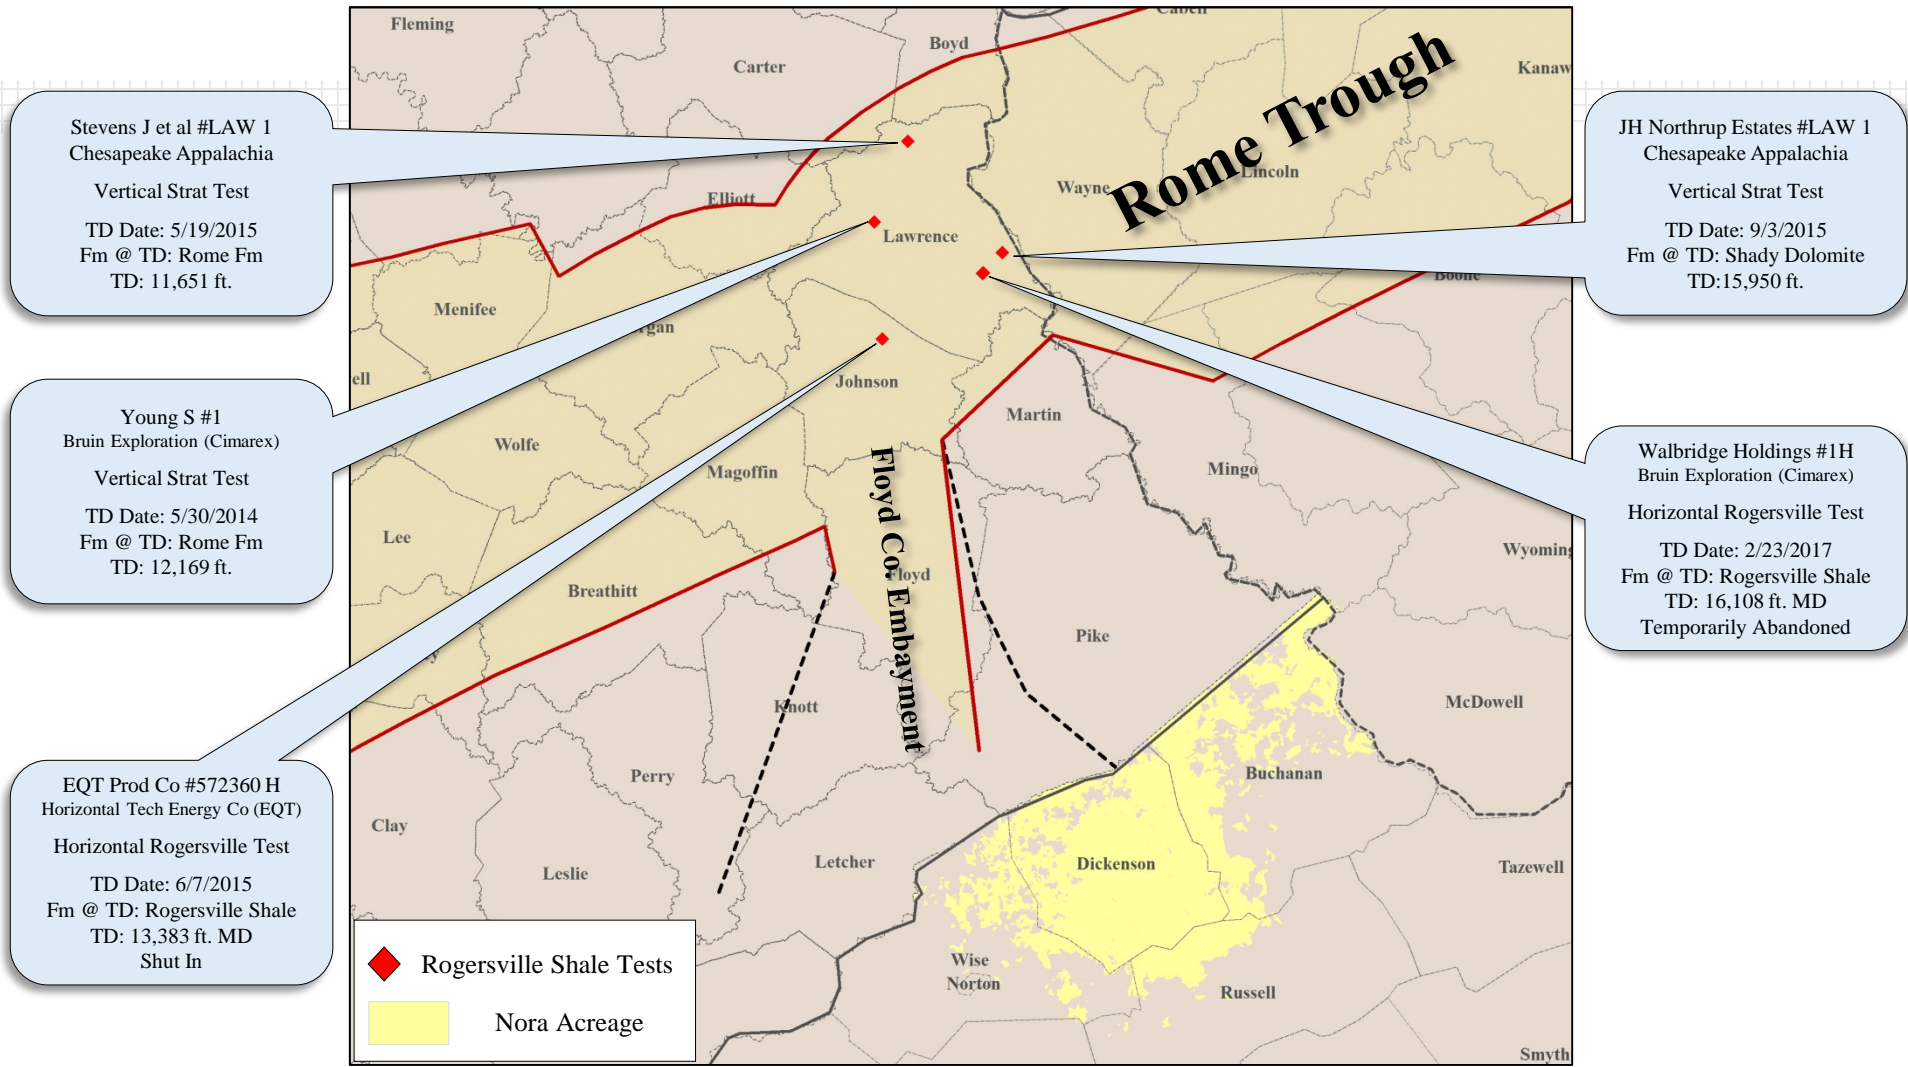 Stevens J et al #LAW 1
Chesapeake Appalachia
Vertical Strat Test
TD Date: 5/19/2015
Fm @ TD: Rome Fm
TD: 11,651 ft.
Young S #1
Bruin Exploration (Cimarex)
Vertical Strat Test
TD Date: 5/30/2014
Fm @ TD: Rome Fm
TD: 12,169 ft.
EQT Prod Co #572360 H
Horizontal Tech Energy Co (EQT)
Horizontal Rogersville Test
TD Date: 6/7/2015
Fm @ TD: Rogersville Shale
TD: 13,383 ft. MD
Shut In
Fleming
Boyd
Cabell
Carter
Kanaw
Rome Trough
Elliott
Wayne
Lincoln
Lawrence
Boone
Menifee
rgan
ell
Johnson
Martin
Wolfe
Magoffin
Mingo
Floyd Co. Embayment
Lee
Wyoming
Breathitt
Floyd
Pike
Knott
McDowell
Perry
Buchanan
Clay
Leslie
Letcher
Dickenson
Tazewell
Wise
Norton
Russell
Smyth
Rogersville Shale Tests
Nora Acreage
JH Northrup Estates #LAW 1
Chesapeake Appalachia
Vertical Strat Test
TD Date: 9/3/2015
Fm @ TD: Shady Dolomite
TD:15,950 ft.
Walbridge Holdings #1H
Bruin Exploration (Cimarex)
Horizontal Rogersville Test
TD Date: 2/23/2017
Fm @ TD: Rogersville Shale
TD: 16,108 ft. MD
Temporarily Abandoned